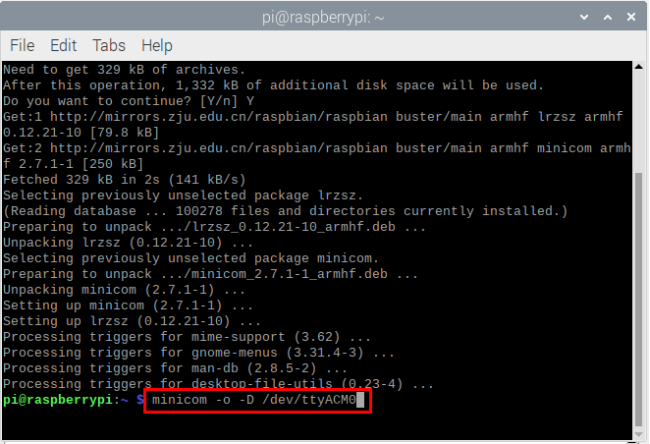 pi@raspberrypi: ~
File Edit Tabs Help
Need to get 329 kB of archives.
After this operation, 1,332 kB of additional disk space will be used.
Do you want to continue? [Y/n] Y
Get:1 http://mirrors.zju.edu.cn/raspbian/raspbian buster/main armhf lrzsz armhf
0.12.21-10 [79.8 kB]
Get:2 http://mirrors.zju.edu.cn/raspbian/raspbian buster/main armhf minicom armh
f 2.7.1-1 [250 kB]
Fetched 329 kB in 2s (141 kB/s)
Selecting previously unselected package lrzsz.
(Reading database ... 100278 files and directories currently installed.)
Preparing to unpack .../lrzsz_0.12.21-10_armhf.deb ...
Unpacking lrzsz (0.12.21-10) ...
Selecting previously unselected package minicom.
Preparing to unpack .../minicom_2.7.1-1_armhf.deb ...
Unpacking minicom (2.7.1-1) ...
Setting up minicom (2.7.1-1) ...
Setting up lrzsz (0.12.21-10) ...
Processing triggers for mime-support (3.62) ...
Processing triggers for gnome-menus (3.31.4-3) ...
Processing triggers for man-db (2.8.5-2) ...
Processing triggers for desktop-file-utils (0.23-4) ...
pi@raspberrypi:~ $ minicom -o -D /dev/ttyACM0